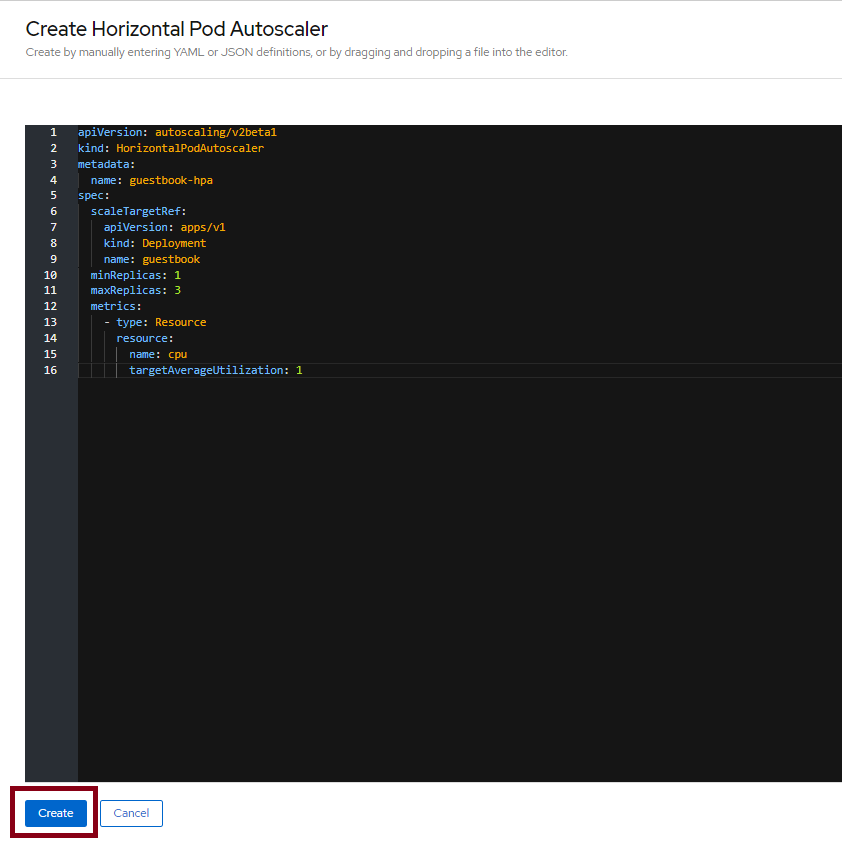 Create Horizontal Pod Autoscaler
Create by manually entering YAML or JSON definitions, or by dragging and dropping a file into the editor.
1 apiVersion: autoscaling/v2beta1
2 kind: HorizontalPodAutoscaler
3 metadata:
4   name: guestbook-hpa
5 spec:
6   scaleTargetRef:
7     apiVersion: apps/v1
8     kind: Deployment
9     name: guestbook
10   minReplicas: 1
11   maxReplicas: 3
12   metrics:
13     - type: Resource
14       resource:
15         name: cpu
16         targetAverageUtilization: 1
Create Cancel